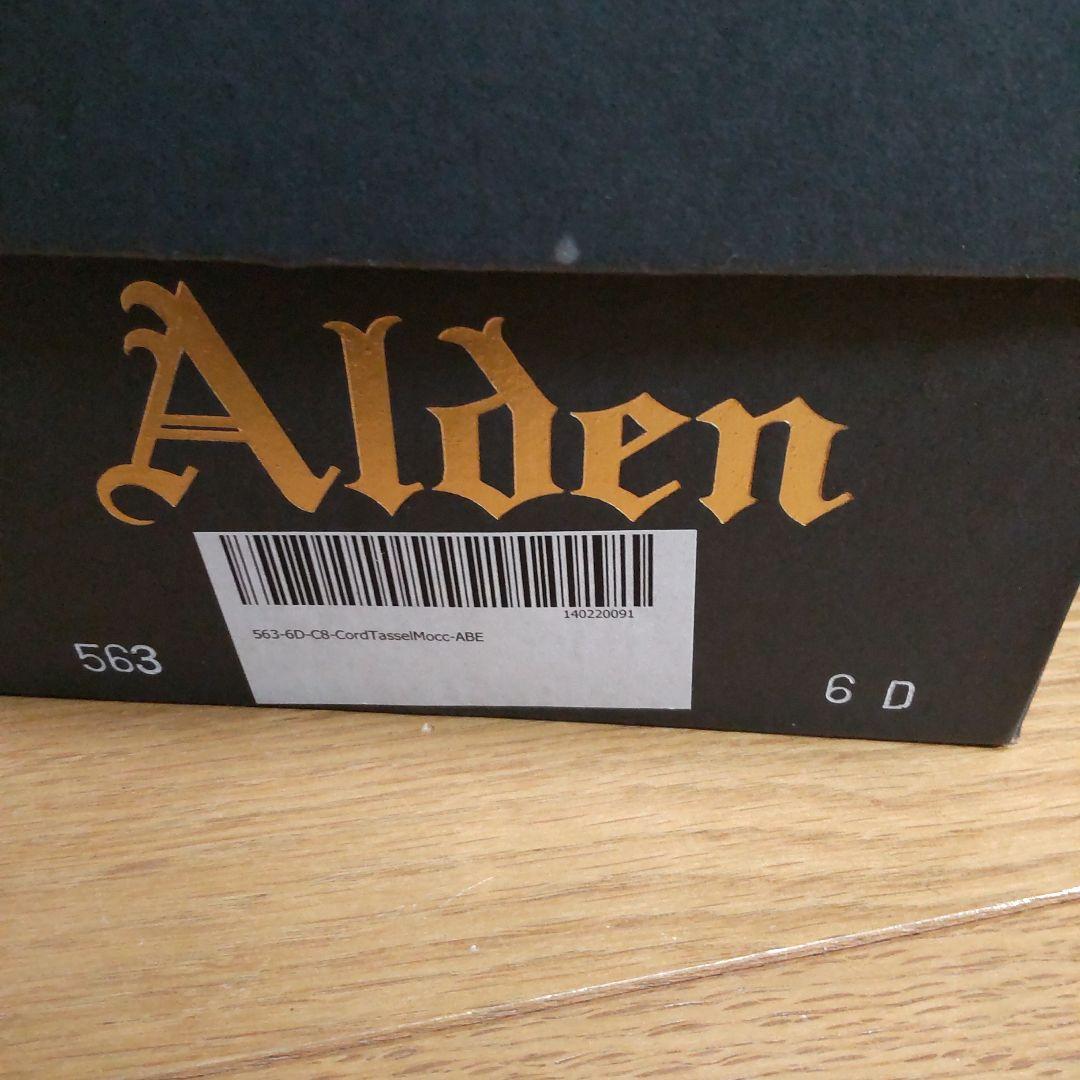 Alden
140220091
563-6D-C8-CordTasselMocc-ABE
563
6 D